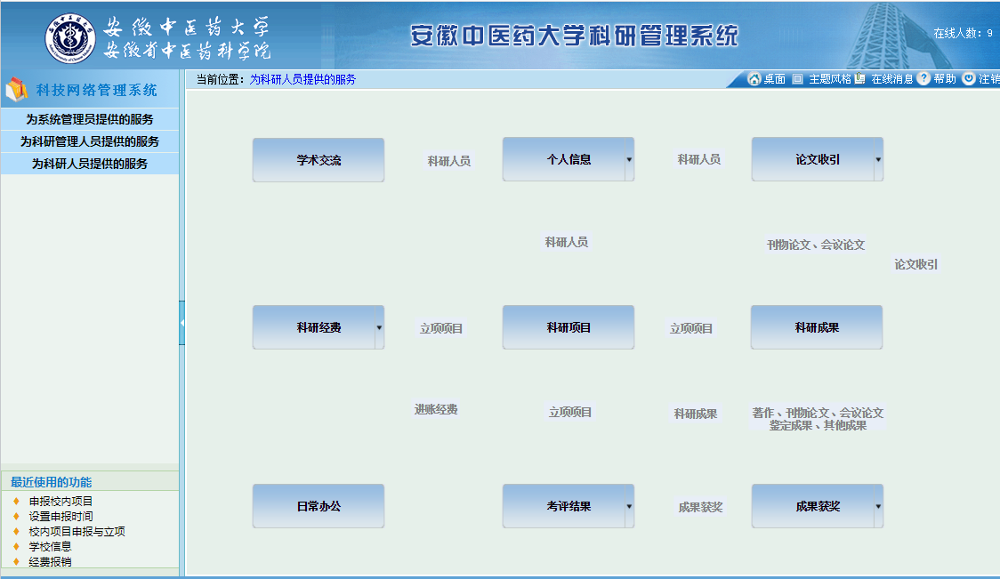 安徽中医药大学
安徽省中医药科学院
安徽中医药大学科研管理系统
在线人数：9
科技网络管理系统
当前位置：为科研人员提供的服务
桌面 主题风格 在线消息 帮助 注销
为系统管理员提供的服务
为科研管理人员提供的服务
为科研人员提供的服务
学术交流
科研人员
个人信息
科研人员
论文收引
科研人员
刊物论文、会议论文
论文收引
科研经费
立项项目
科研项目
立项项目
科研成果
进账经费
立项项目
科研成果
著作、刊物论文、会议论文
鉴定成果、其他成果
日常办公
考评结果
成果获奖
成果获奖
最近使用的功能
申报校内项目
设置申报时间
校内项目申报与立项
学校信息
经费报销